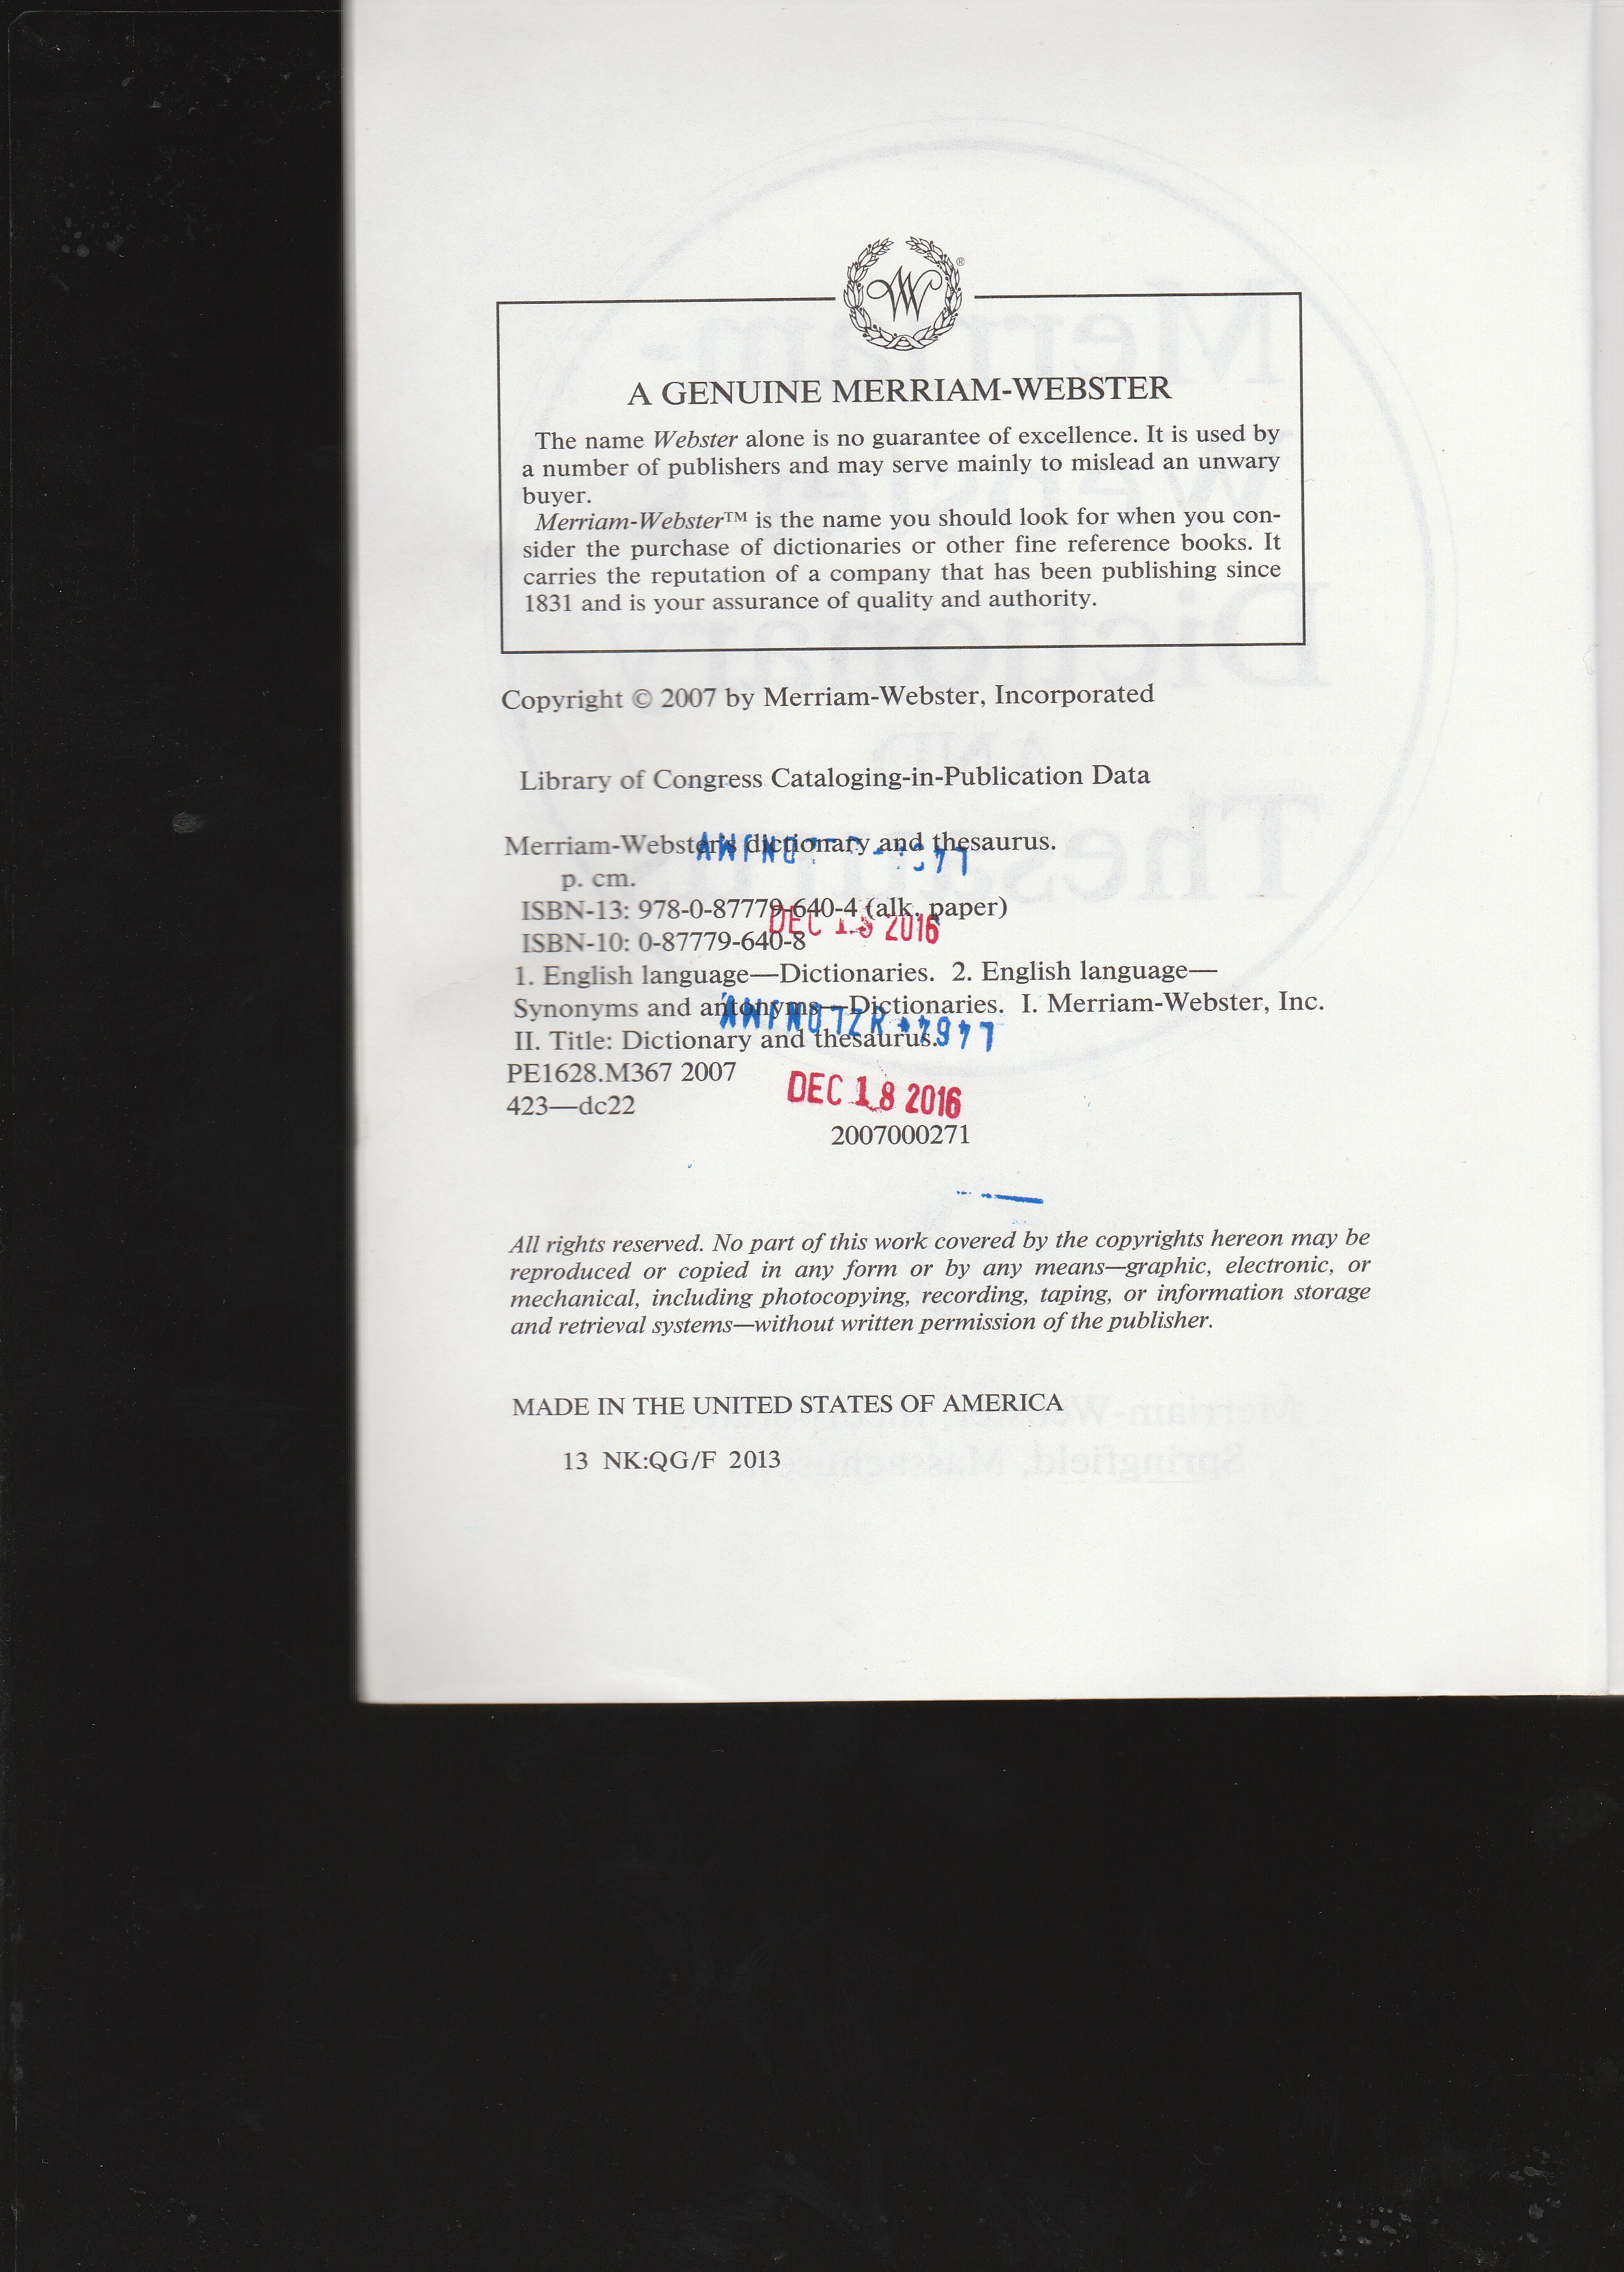 A GENUINE MERRIAM-WEBSTER
The name Webster alone is no guarantee of excellence. It is used by
a number of publishers and may serve mainly to mislead an unwary
buyer.
Merriam-Webster™ is the name you should look for when you con-
sider the purchase of dictionaries or other fine reference books. It
carries the reputation of a company that has been publishing since
1831 and is your assurance of quality and authority.
Copyright © 2007 by Merriam-Webster, Incorporated
Library of Congress Cataloging-in-Publication Data
Merriam-Webster's dictionary and thesaurus.
p. cm.
ISBN-13: 978-0-87779-640-4 (alk. paper)
DEC 18 2016
ISBN-10: 0-87779-640-8
1. English language—Dictionaries. 2. English language—
Synonyms and antonyms—Dictionaries. I. Merriam-Webster, Inc.
II. Title: Dictionary and thesaurus.
PE1628.M367 2007
DEC 18 2016
423—dc22
2007000271
All rights reserved. No part of this work covered by the copyrights hereon may be
reproduced or copied in any form or by any means—graphic, electronic, or
mechanical, including photocopying, recording, taping, or information storage
and retrieval systems—without written permission of the publisher.
MADE IN THE UNITED STATES OF AMERICA
13 NK:QG/F 2013